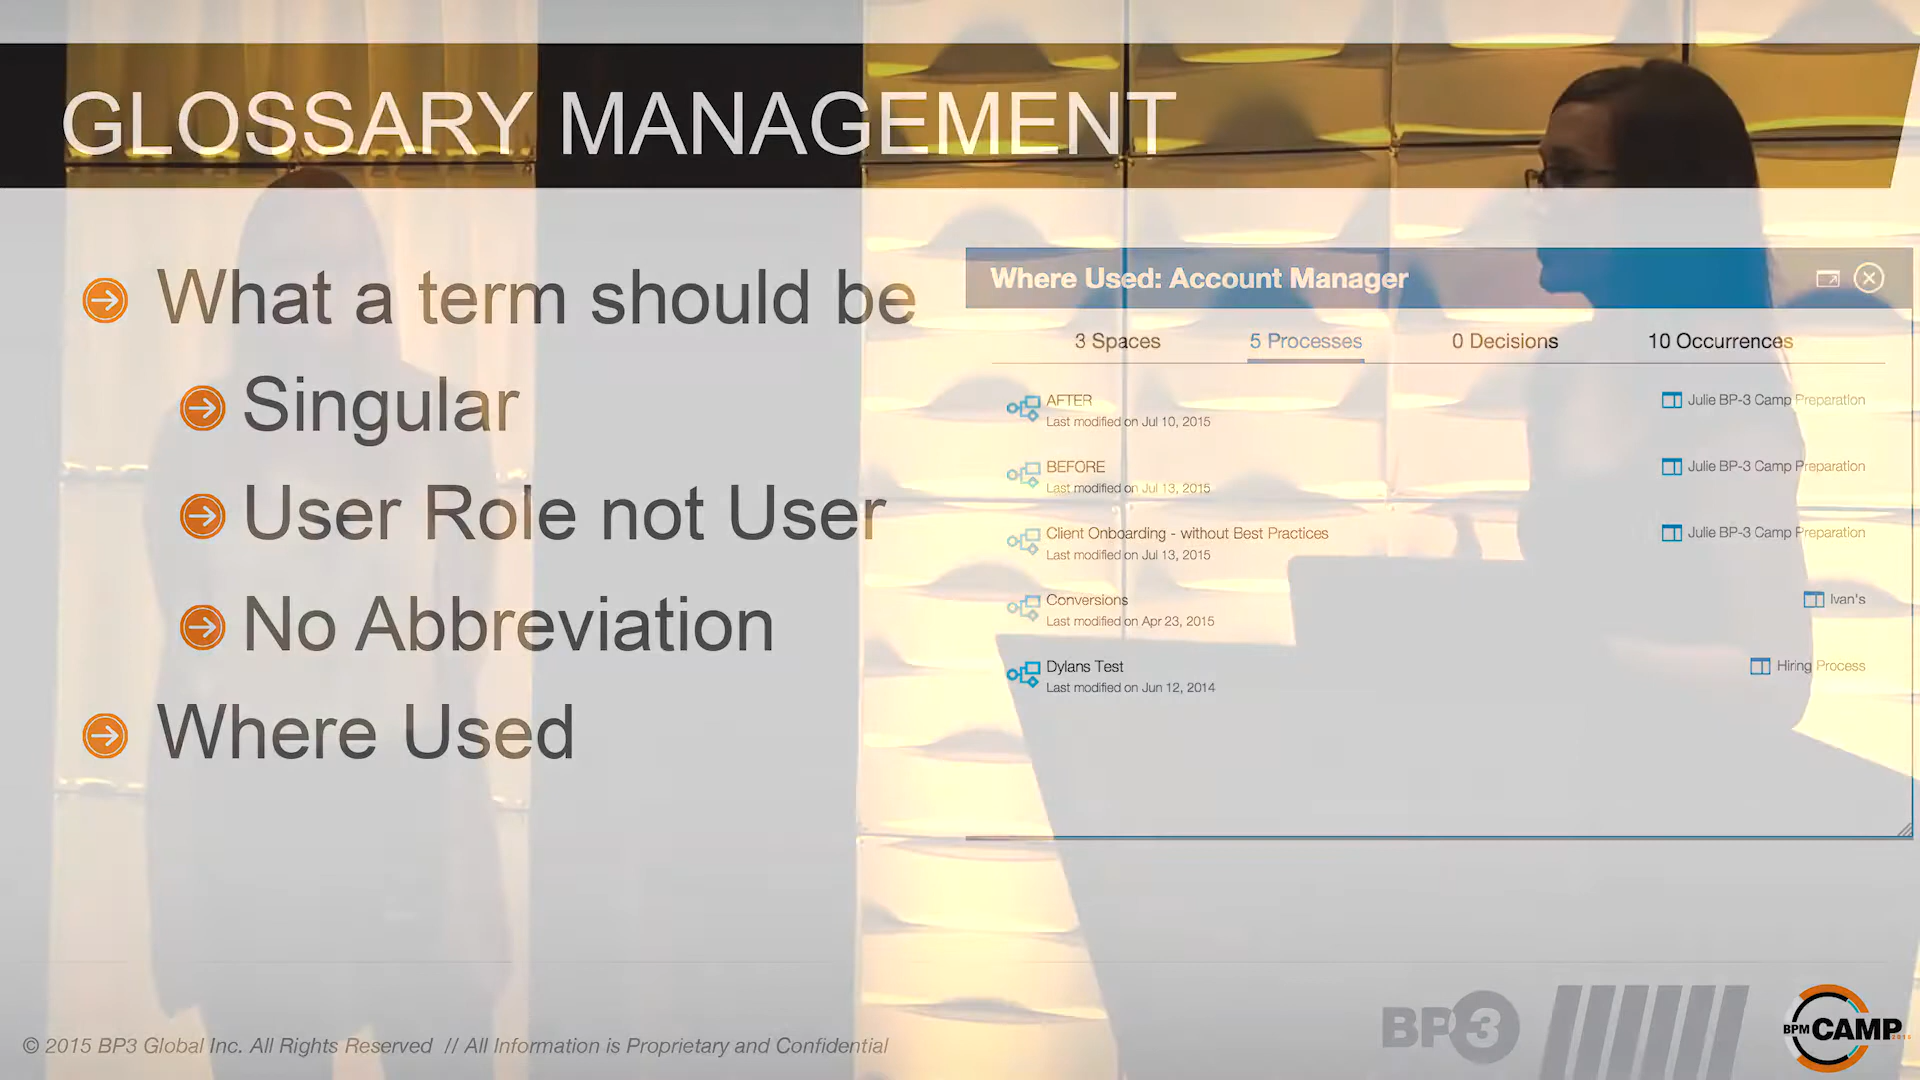 GLOSSARY MANAGEMENT
What a term should be
Singular
User Role not User
No Abbreviation
Where Used
Where Used: Account Manager
3 Spaces 5 Processes 0 Decisions 10 Occurrences
AFTER Julie BP-3 Camp Preparation
Last modified on Jul 10, 2015
BEFORE Julie BP-3 Camp Preparation
Last modified on Jul 13, 2015
Client Onboarding - without Best Practices Julie BP-3 Camp Preparation
Last modified on Jul 13, 2015
Conversions Ivan's
Last modified on Apr 23, 2015
Dylans Test Hiring Process
Last modified on Jun 12, 2014
© 2015 BP3 Global Inc. All Rights Reserved // All Information is Proprietary and Confidential
BP3
BPM CAMP 2015